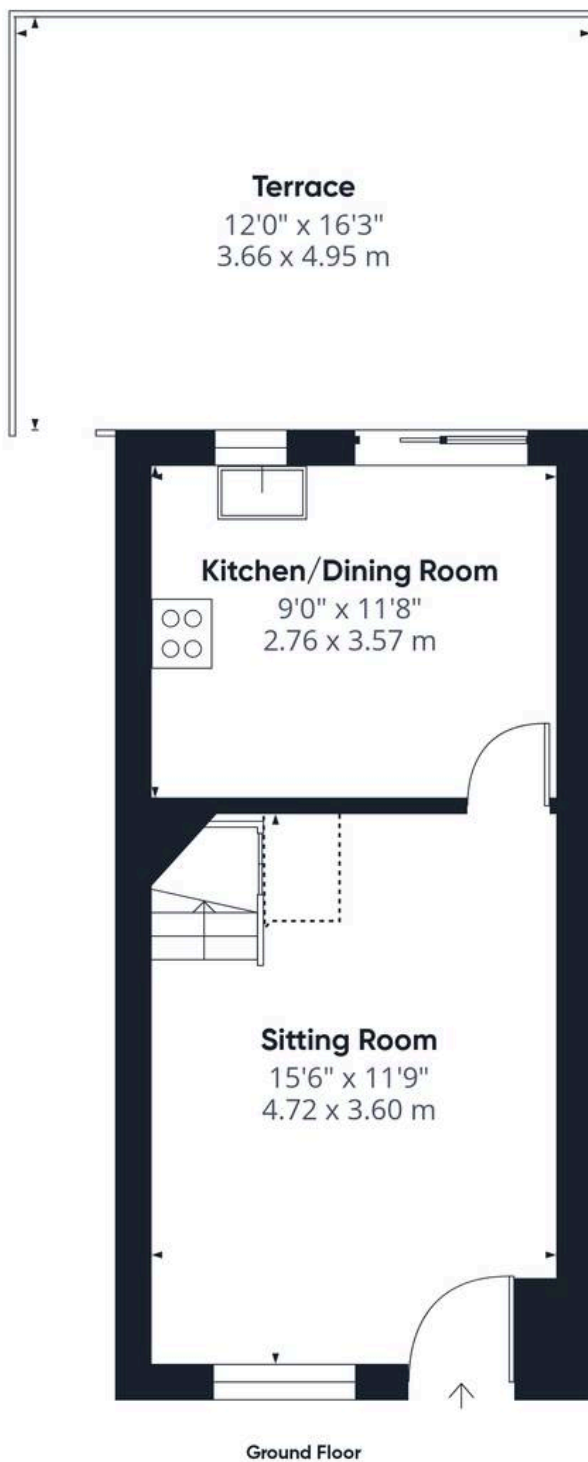 Terrace
12'0" x 16'3"
3.66 x 4.95 m
Kitchen/Dining Room
9'0" x 11'8"
2.76 x 3.57 m
Sitting Room
15'6" x 11'9"
4.72 x 3.60 m
Ground Floor